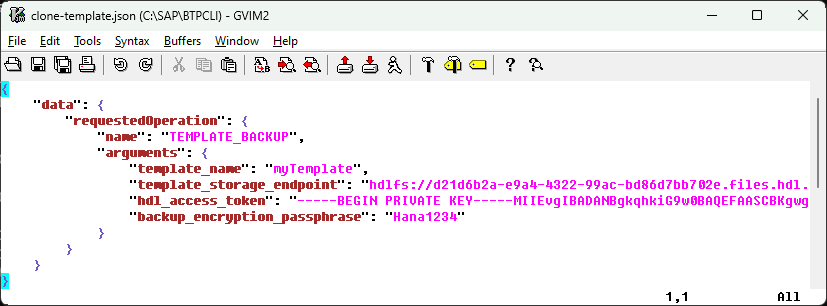 clone-template.json (C:\SAP\BTPCLI) - GVIM2
File Edit Tools Syntax Buffers Window Help
{
    "data": {
        "requestedOperation": {
            "name": "TEMPLATE_BACKUP",
            "arguments": {
                "template_name": "myTemplate",
                "template_storage_endpoint": "hdlfs://d21d6b2a-e9a4-4322-99ac-bd86d7bb702e.files.hdl.
                "hdl_access_token": "-----BEGIN PRIVATE KEY-----MIIEvgIBADANBgkqhkiG9w0BAQEFAASCBKgwg
                "backup_encryption_passphrase": "Hana1234"
            }
        }
    }
}
1,1 All